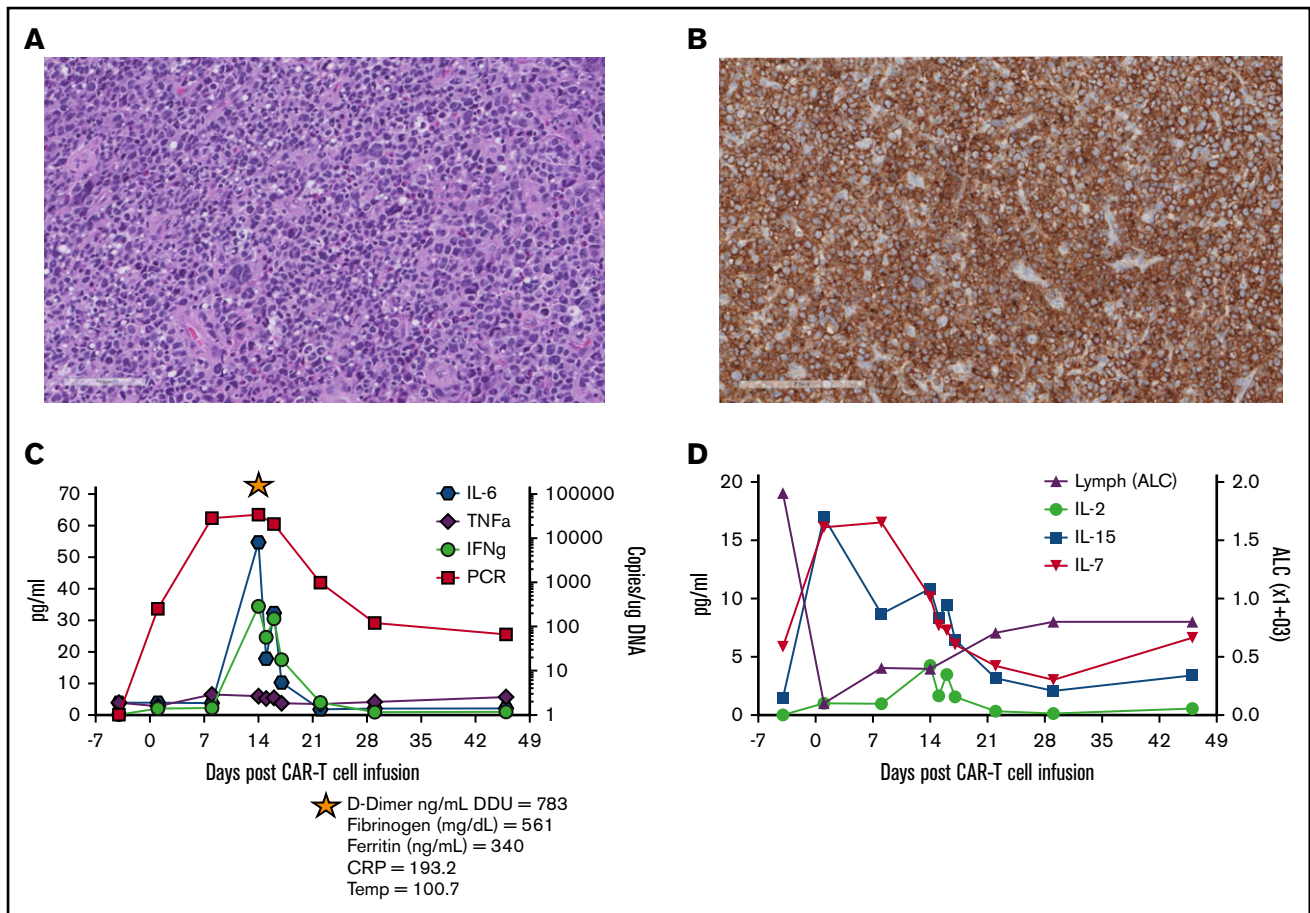 A
B
C
70
60
50
40
30
20
10
0
pg/ml
-7 0 7 14 21 28 35 42 49
Days post CAR-T cell infusion
IL-6
TNFa
IFNg
PCR
100000
10000
1000
100
10
1
Copies/ug DNA
D-Dimer ng/mL DDU = 783
Fibrinogen (mg/dL) = 561
Ferritin (ng/mL) = 340
CRP = 193.2
Temp = 100.7
D
20
15
10
5
0
pg/ml
-7 0 7 14 21 28 35 42 49
Days post CAR-T cell infusion
Lymph (ALC)
IL-2
IL-15
IL-7
2.0
1.5
1.0
0.5
0.0
ALC (x1+03)